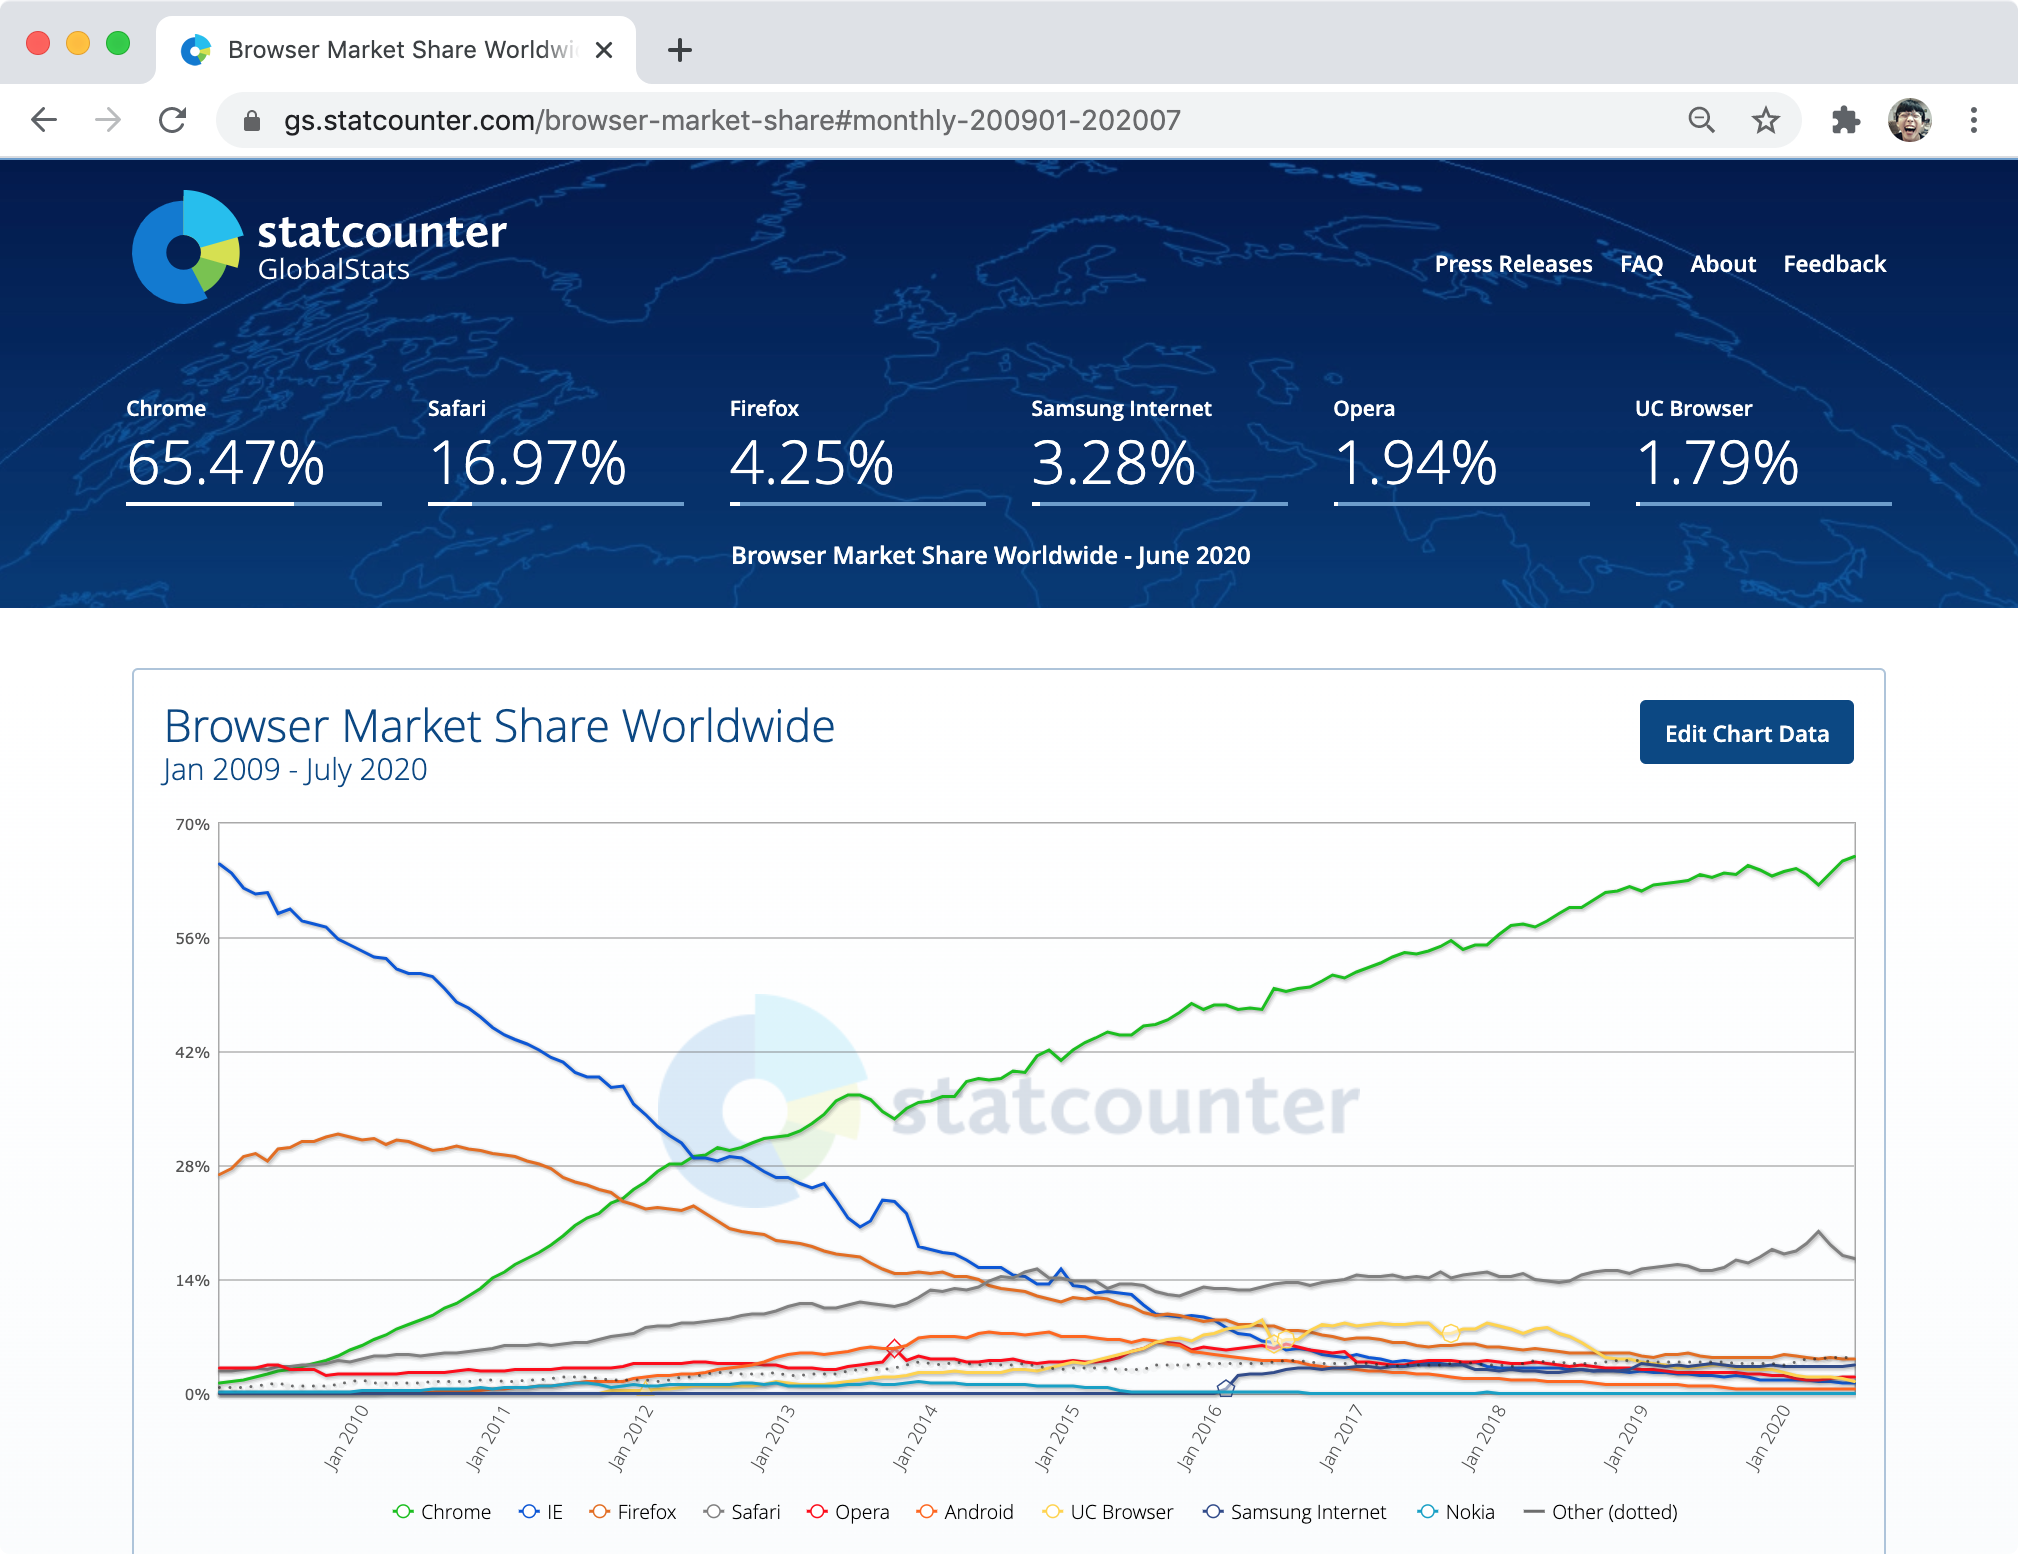 Browser Market Share Worldwi
gs.statcounter.com/browser-market-share#monthly-200901-202007
statcounter
GlobalStats
Press Releases FAQ About Feedback
Chrome Safari Firefox Samsung Internet Opera UC Browser
65.47% 16.97% 4.25% 3.28% 1.94% 1.79%
Browser Market Share Worldwide - June 2020
Browser Market Share Worldwide
Jan 2009 - July 2020
Edit Chart Data
70%
56%
42%
statcounter
28%
14%
0%
Jan 2010 Jan 2011 Jan 2012 Jan 2013 Jan 2014 Jan 2015 Jan 2016 Jan 2017 Jan 2018 Jan 2019 Jan 2020
Chrome IE Firefox Safari Opera Android UC Browser Samsung Internet Nokia Other (dotted)